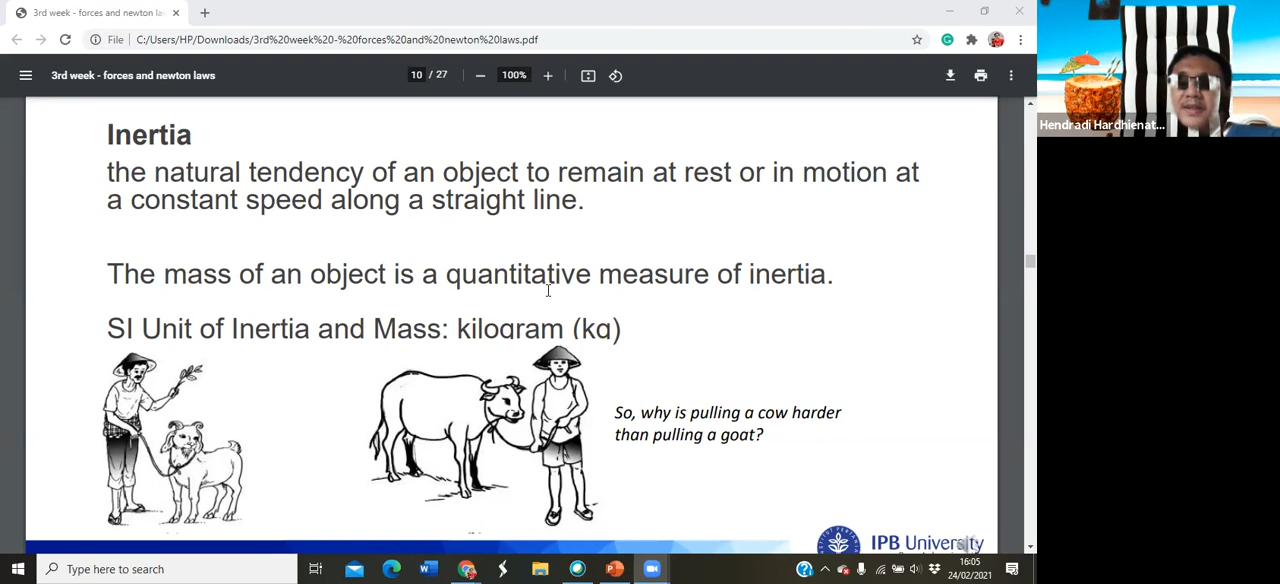 3rd week - forces and newton la
File
C:/Users/HP/Downloads/3rd%20week%20-%20forces%20and%20newton%20laws.pdf
3rd week - forces and newton laws
10 / 27
100%
Hendradi Hardhienat...
Inertia
the natural tendency of an object to remain at rest or in motion at
a constant speed along a straight line.
The mass of an object is a quantitative measure of inertia.
SI Unit of Inertia and Mass: kilogram (kg)
So, why is pulling a cow harder
than pulling a goat?
IPB University
Type here to search
16:05
24/02/2021